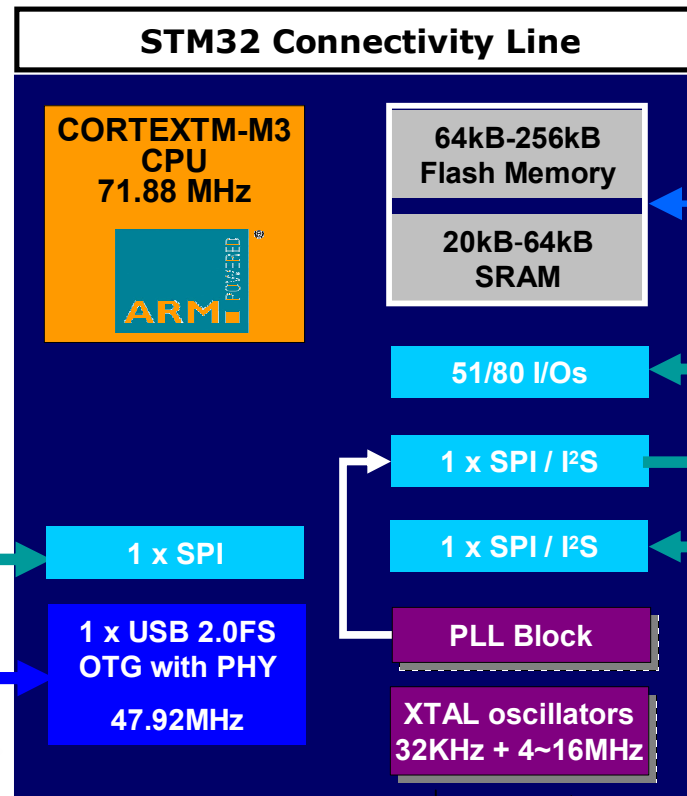 STM32 Connectivity Line
CORTEXTM-M3
CPU
71.88 MHz
ARM POWERED ®
64kB-256kB
Flash Memory
20kB-64kB
SRAM
51/80 I/Os
1 x SPI / I²S
1 x SPI
1 x SPI / I²S
1 x USB 2.0FS
OTG with PHY
47.92MHz
PLL Block
XTAL oscillators
32KHz + 4~16MHz